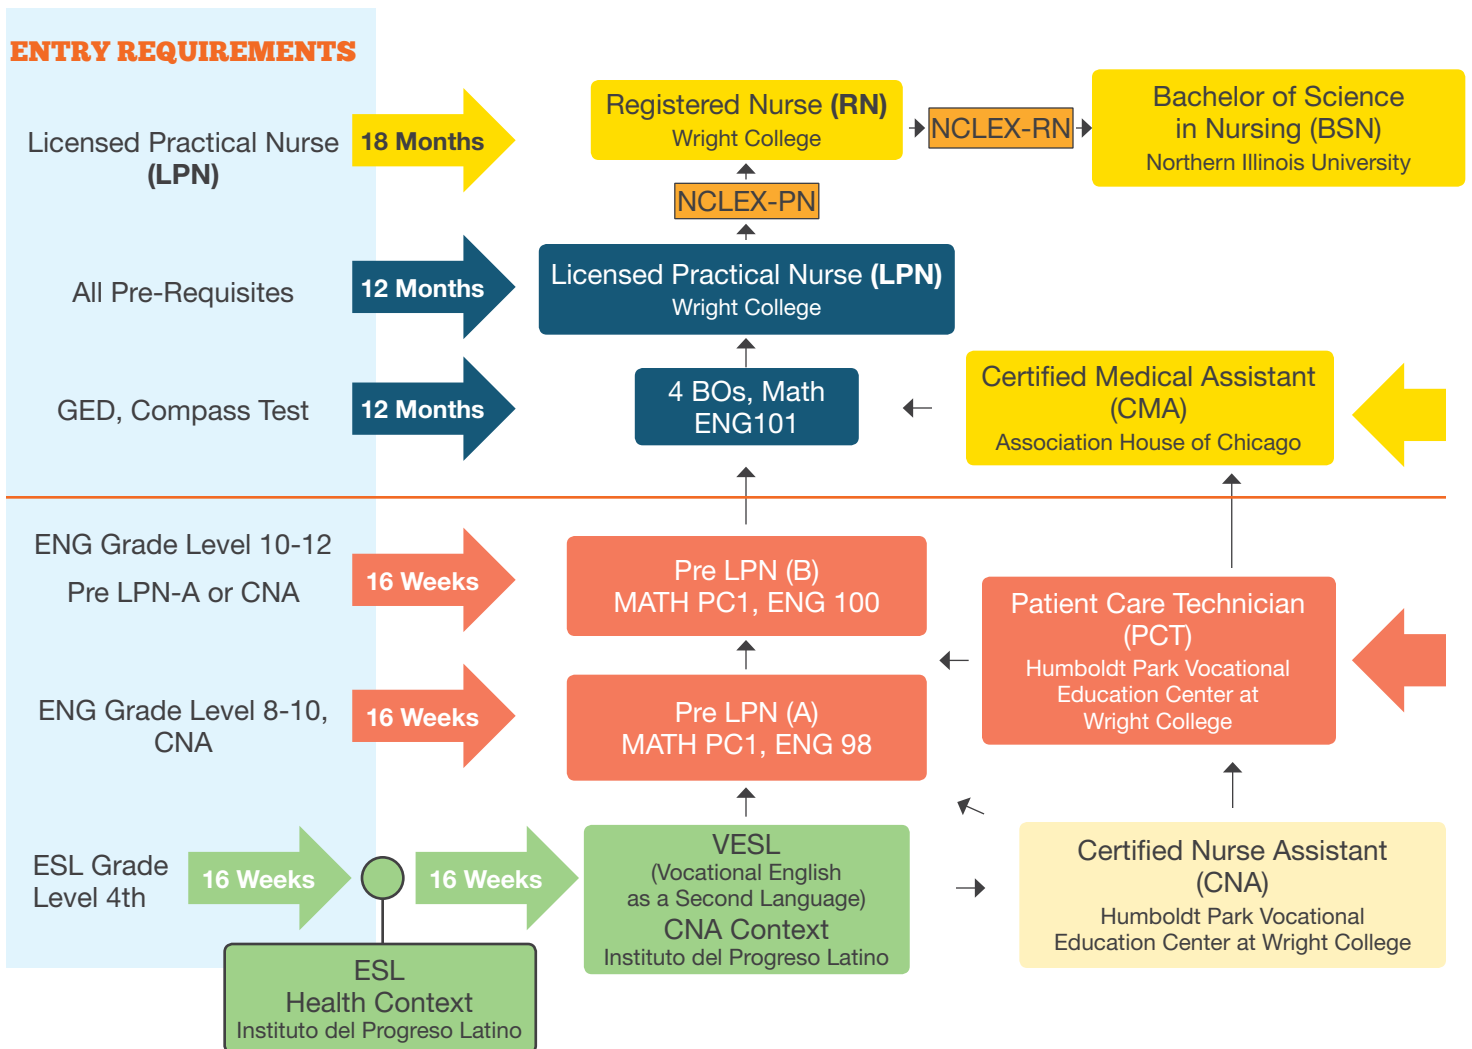 ENTRY REQUIREMENTS
Licensed Practical Nurse
(LPN)
18 Months
Registered Nurse (RN)
Wright College
NCLEX-RN
Bachelor of Science
in Nursing (BSN)
Northern Illinois University
NCLEX-PN
All Pre-Requisites
12 Months
Licensed Practical Nurse (LPN)
Wright College
GED, Compass Test
12 Months
4 BOs, Math
ENG101
Certified Medical Assistant
(CMA)
Association House of Chicago
ENG Grade Level 10-12
Pre LPN-A or CNA
16 Weeks
Pre LPN (B)
MATH PC1, ENG 100
Patient Care Technician
(PCT)
Humboldt Park Vocational
Education Center at
Wright College
ENG Grade Level 8-10,
CNA
16 Weeks
Pre LPN (A)
MATH PC1, ENG 98
ESL Grade
Level 4th
16 Weeks
16 Weeks
VESL
(Vocational English
as a Second Language)
CNA Context
Instituto del Progreso Latino
Certified Nurse Assistant
(CNA)
Humboldt Park Vocational
Education Center at Wright College
ESL
Health Context
Instituto del Progreso Latino